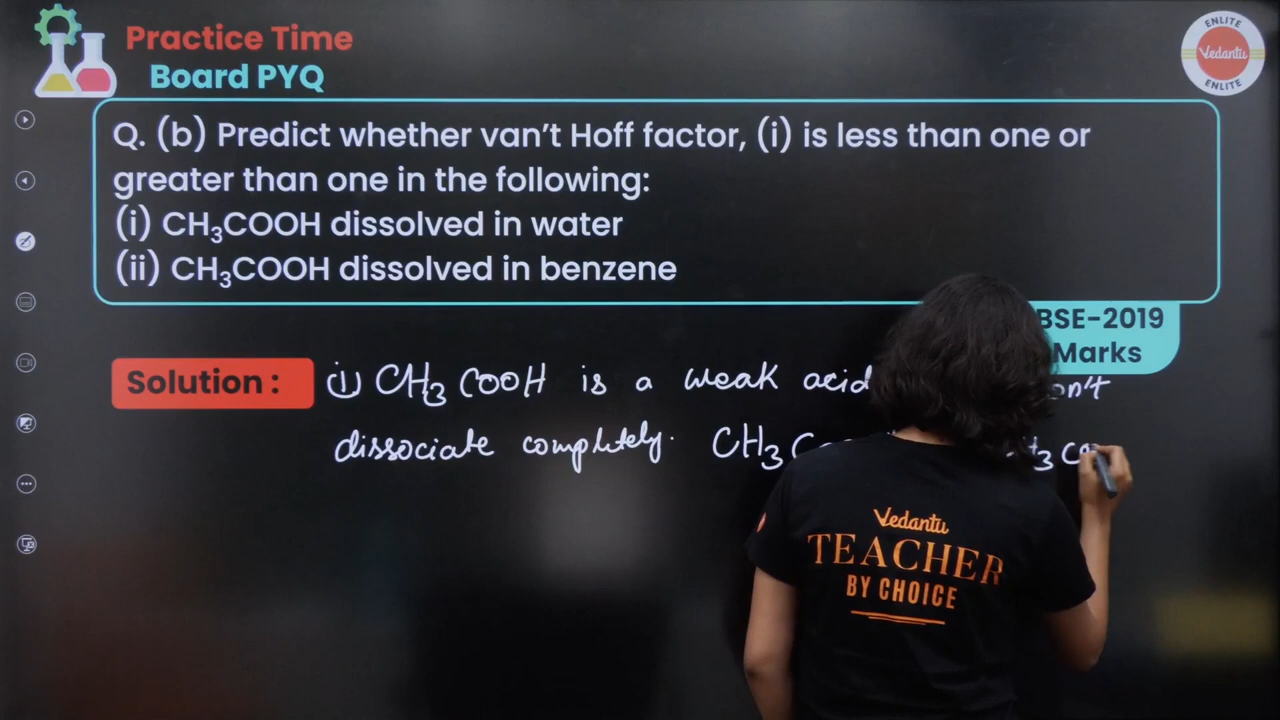 Practice Time
Board PYQ
ENLITE
Vedantu
ENLITE
Q. (b) Predict whether van't Hoff factor, (i) is less than one or
greater than one in the following:
(i) CH₃COOH dissolved in water
(ii) CH₃COOH dissolved in benzene
BSE-2019
Marks
Solution :
(i) CH₃COOH is a weak acid
dissociate completely. CH₃
Vedantu
TEACHER
BY CHOICE